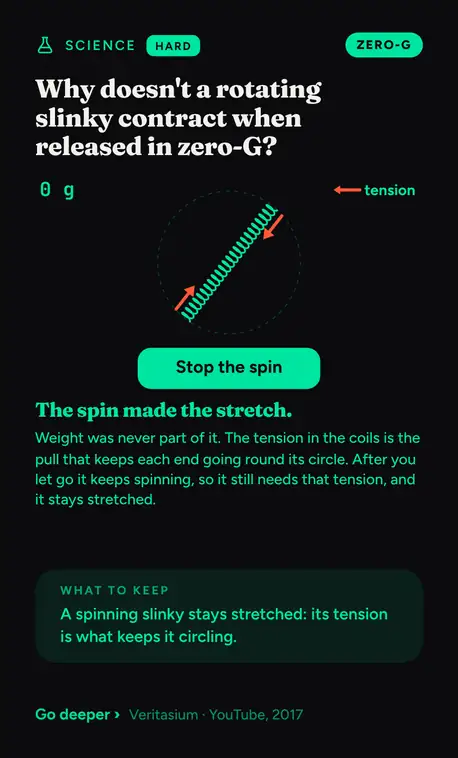 SCIENCE HARD ZERO-G
Why doesn't a rotating
slinky contract when
released in zero-G?
0 g
tension
Stop the spin
The spin made the stretch.
Weight was never part of it. The tension in the coils is the
pull that keeps each end going round its circle. After you
let go it keeps spinning, so it still needs that tension, and
it stays stretched.
WHAT TO KEEP
A spinning slinky stays stretched: its tension
is what keeps it circling.
Go deeper › Veritasium · YouTube, 2017